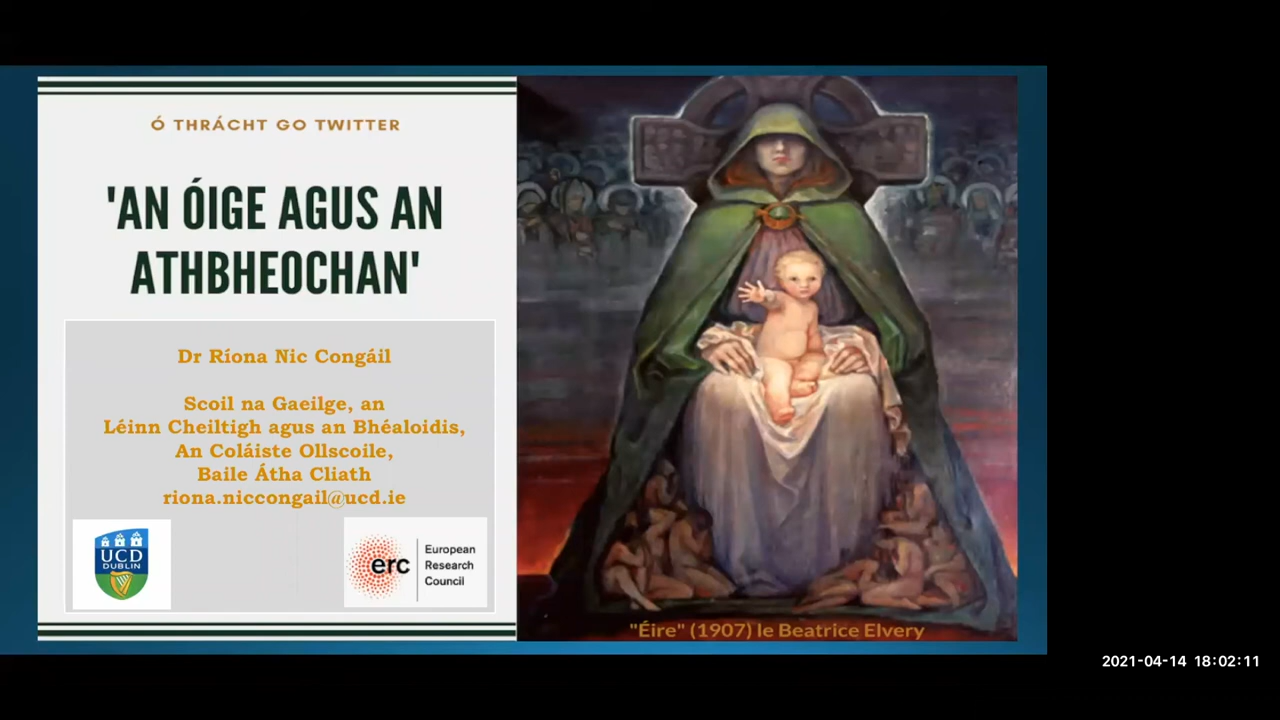 Ó THRÁCHT GO TWITTER
'AN ÓIGE AGUS AN
ATHBHEOCHAN'
Dr Ríona Nic Congáil
Scoil na Gaeilge, an
Léinn Cheiltigh agus an Bhéaloidis,
An Coláiste Ollscoile,
Baile Átha Cliath
riona.niccongail@ucd.ie
UCD
DUBLIN
erc
European
Research
Council
"Éire" (1907) le Beatrice Elvery
2021-04-14 18:02:11